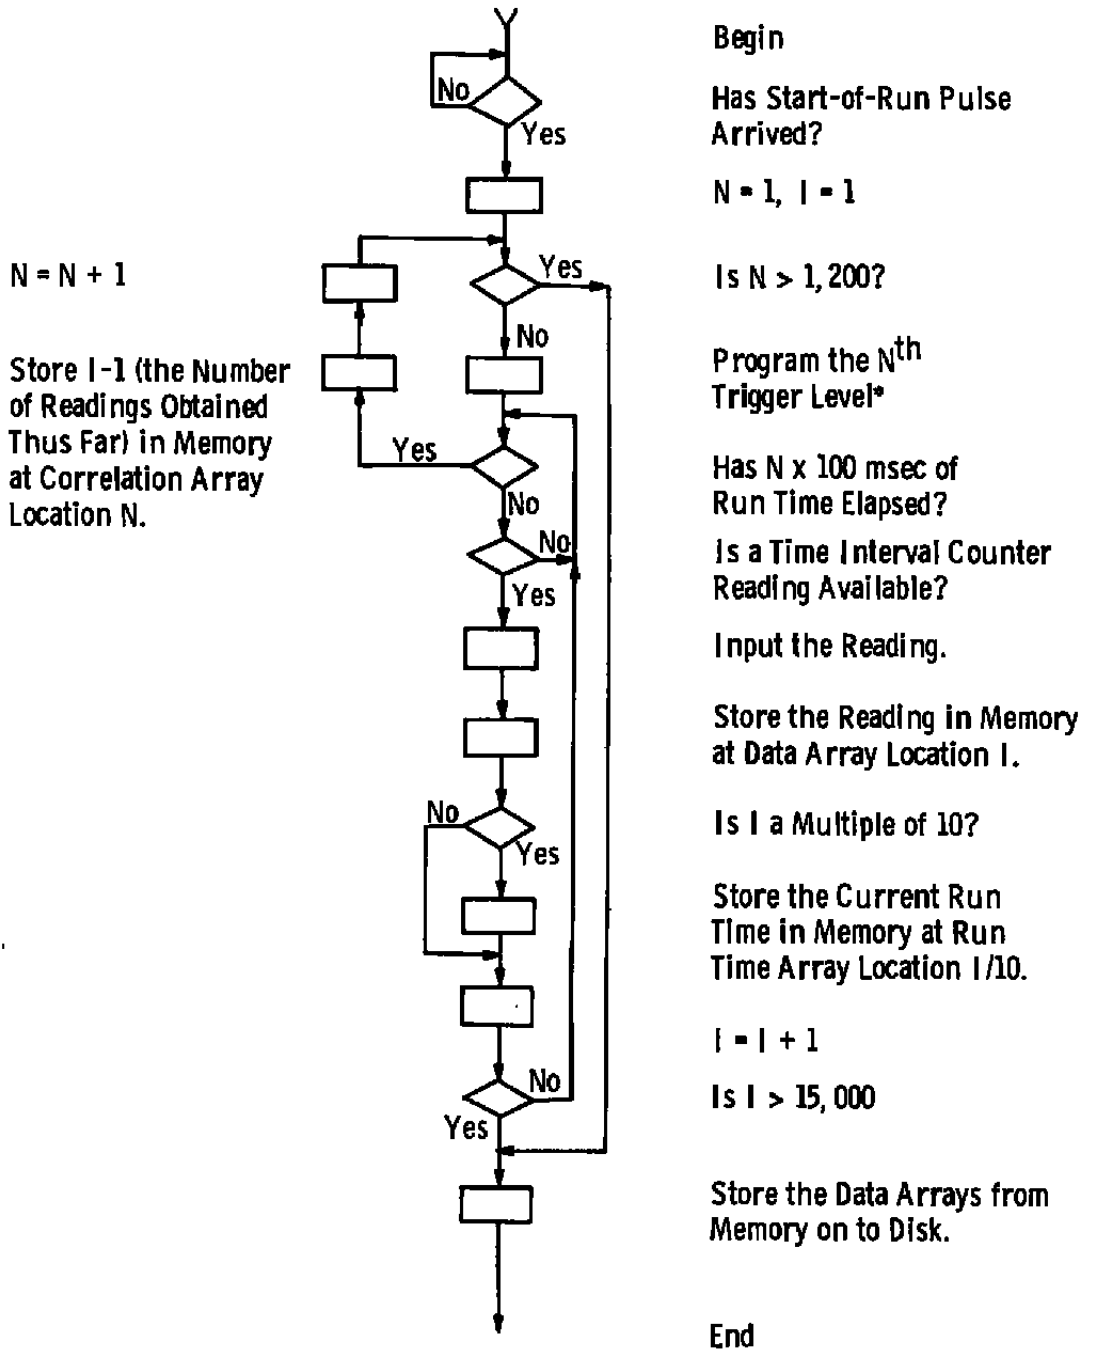 Begin
No
Has Start-of-Run Pulse
Arrived?
Yes
N = 1, I = 1
N = N + 1
Yes
Is N > 1,200?
No
Program the Nth
Trigger Level*
Store I-1 (the Number
of Readings Obtained
Thus Far) in Memory
at Correlation Array
Location N.
Yes
Has N x 100 msec of
Run Time Elapsed?
No
No
Is a Time Interval Counter
Reading Available?
Yes
Input the Reading.
Store the Reading in Memory
at Data Array Location I.
No
Is I a Multiple of 10?
Yes
Store the Current Run
Time in Memory at Run
Time Array Location I/10.
I = I + 1
No
Is I > 15,000
Yes
Store the Data Arrays from
Memory on to Disk.
End